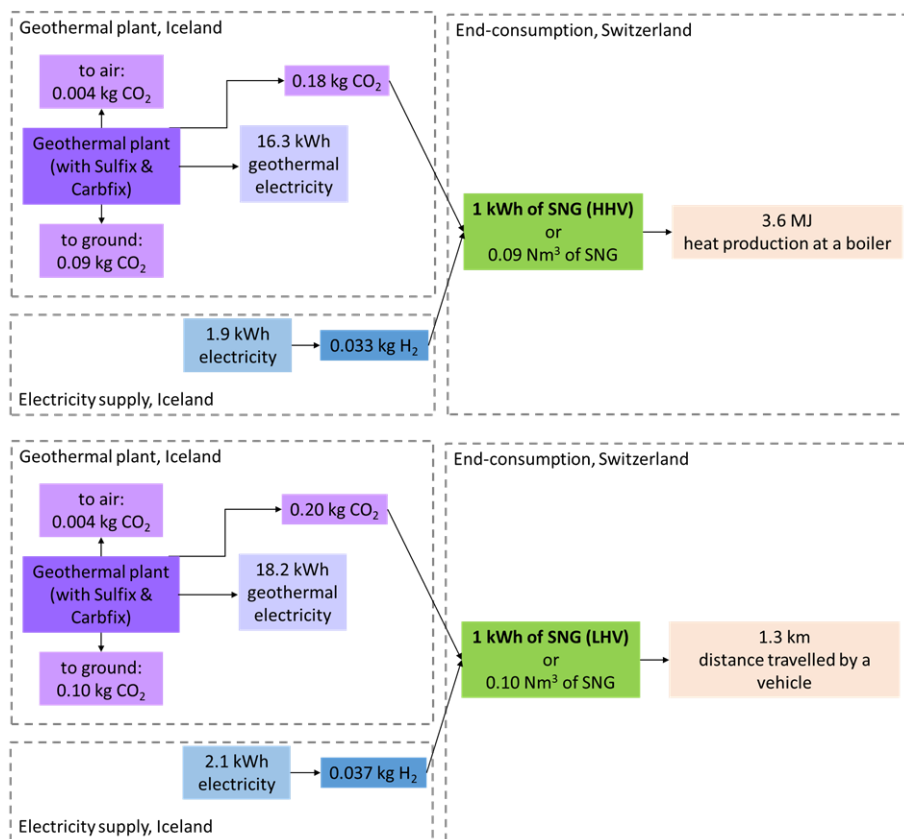 Geothermal plant, Iceland
to air:
0.004 kg CO₂
0.18 kg CO₂
Geothermal plant
(with Sulfix &
Carbfix)
16.3 kWh
geothermal
electricity
to ground:
0.09 kg CO₂
1.9 kWh
electricity
0.033 kg H₂
Electricity supply, Iceland
End-consumption, Switzerland
1 kWh of SNG (HHV)
or
0.09 Nm³ of SNG
3.6 MJ
heat production at a boiler
Geothermal plant, Iceland
to air:
0.004 kg CO₂
0.20 kg CO₂
Geothermal plant
(with Sulfix &
Carbfix)
18.2 kWh
geothermal
electricity
to ground:
0.10 kg CO₂
2.1 kWh
electricity
0.037 kg H₂
Electricity supply, Iceland
End-consumption, Switzerland
1 kWh of SNG (LHV)
or
0.10 Nm³ of SNG
1.3 km
distance travelled by a
vehicle